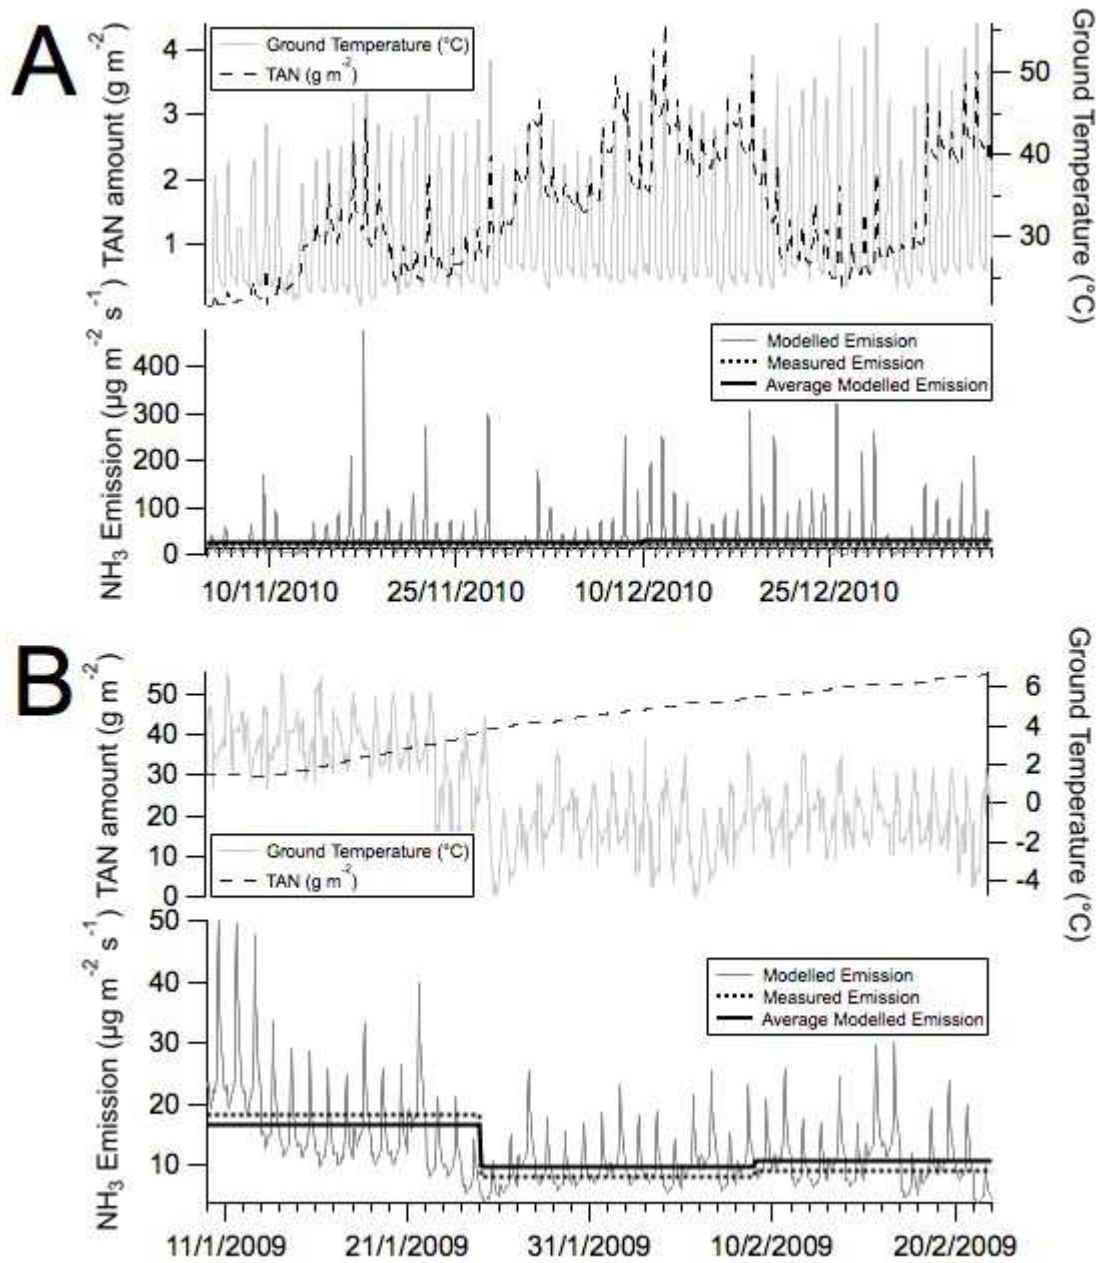 A
TAN amount (g m-2)
4
3
2
1
Ground Temperature (°C)
TAN (g m-2)
50
40
30
Ground Temperature (°C)
NH3 Emission (µg m-2 s-1)
400
300
200
100
0
Modelled Emission
Measured Emission
Average Modelled Emission
10/11/2010 25/11/2010 10/12/2010 25/12/2010
B
TAN amount (g m-2)
50
40
30
20
10
0
Ground Temperature (°C)
TAN (g m-2)
6
4
2
0
-2
-4
Ground Temperature (°C)
NH3 Emission (µg m-2 s-1)
50
40
30
20
10
Modelled Emission
Measured Emission
Average Modelled Emission
11/1/2009 21/1/2009 31/1/2009 10/2/2009 20/2/2009